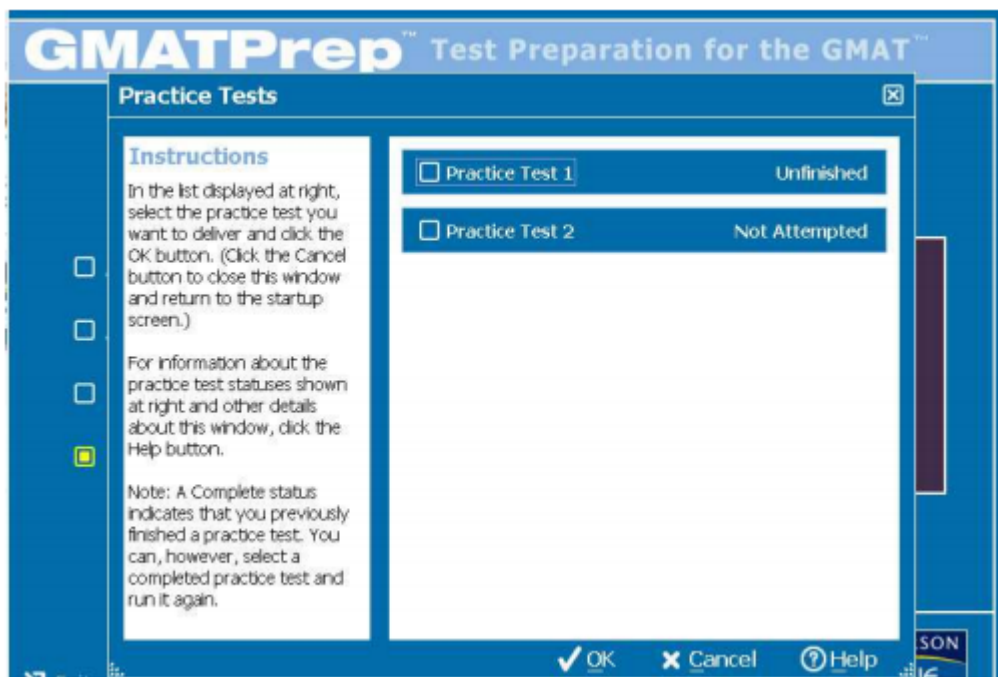 GMATPrep™ Test Preparation for the GMAT™
Practice Tests
Instructions
In the list displayed at right,
select the practice test you
want to deliver and click the
OK button. (Click the Cancel
button to close this window
and return to the startup
screen.)
For information about the
practice test statuses shown
at right and other details
about this window, click the
Help button.
Note: A Complete status
indicates that you previously
finished a practice test. You
can, however, select a
completed practice test and
run it again.
Practice Test 1 Unfinished
Practice Test 2 Not Attempted
OK Cancel Help
SON